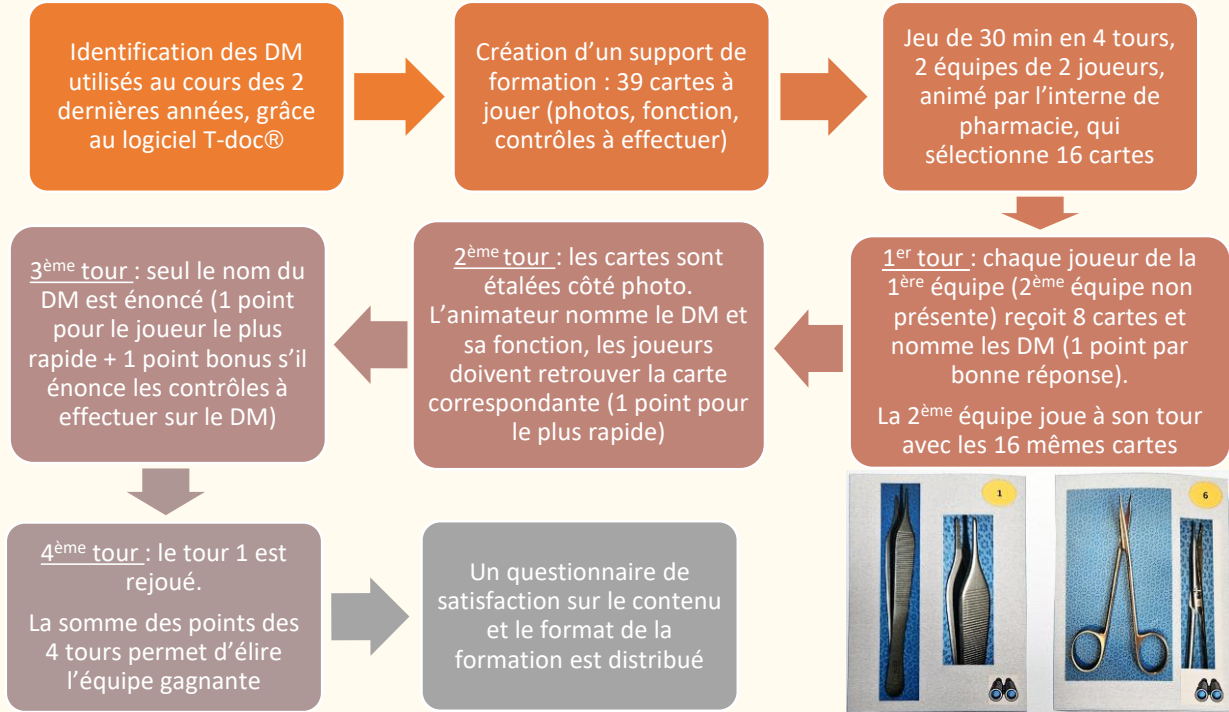 Identification des DM
utilisés au cours des 2
dernières années, grâce
au logiciel T-doc®
Création d’un support de
formation : 39 cartes à
jouer (photos, fonction,
contrôles à effectuer)
Jeu de 30 min en 4 tours,
2 équipes de 2 joueurs,
animé par l’interne de
pharmacie, qui
sélectionne 16 cartes
1er tour : chaque joueur de la
1ère équipe (2ème équipe non
présente) reçoit 8 cartes et
nomme les DM (1 point par
bonne réponse).
La 2ème équipe joue à son tour
avec les 16 mêmes cartes
2ème tour : les cartes sont
étalées côté photo.
L’animateur nomme le DM et
sa fonction, les joueurs
doivent retrouver la carte
correspondante (1 point pour
le plus rapide)
3ème tour : seul le nom du
DM est énoncé (1 point
pour le joueur le plus
rapide + 1 point bonus s’il
énonce les contrôles à
effectuer sur le DM)
4ème tour : le tour 1 est
rejoué.
La somme des points des
4 tours permet d’élire
l’équipe gagnante
Un questionnaire de
satisfaction sur le contenu
et le format de la
formation est distribué
1
6